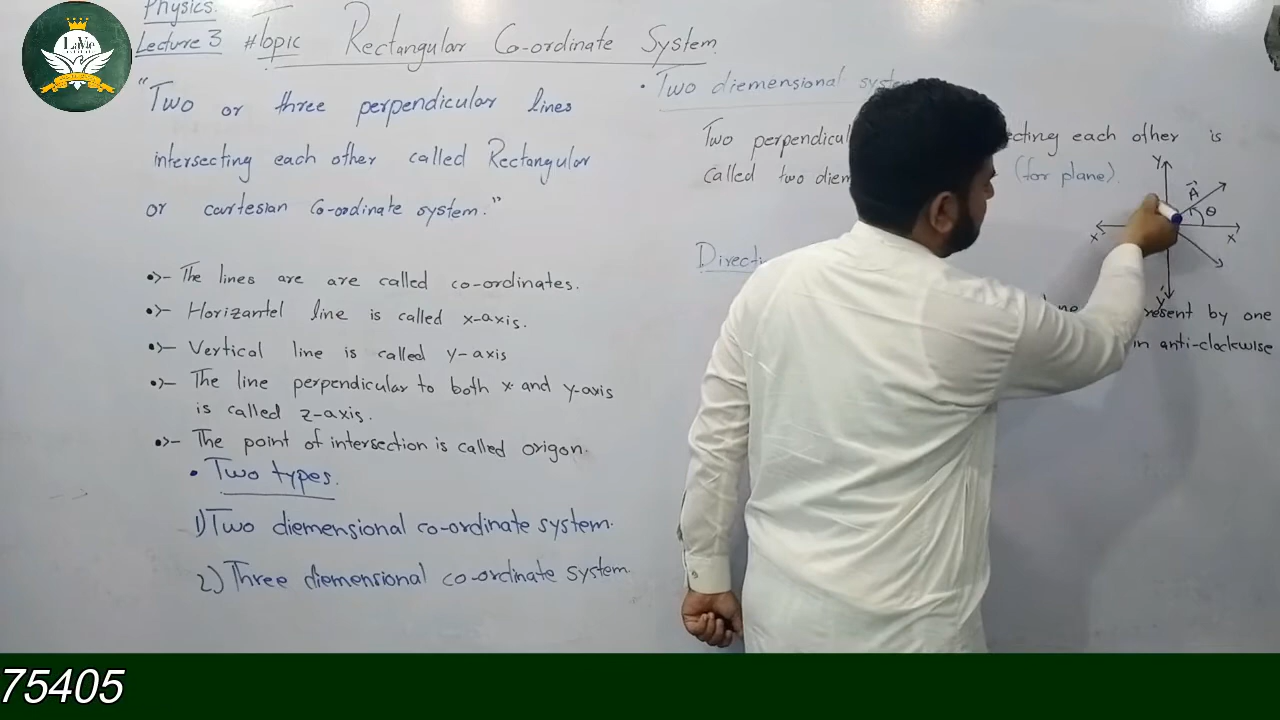 Physics.
Lecture 3 #Topic Rectangular Co-ordinate System
"Two or three perpendicular lines
intersecting each other called Rectangular
or cartesian Co-ordinate system."
•:- The lines are are called co-ordinates.
•:- Horizantel line is called x-axis.
•:- Vertical line is called y-axis
•:- The line perpendicular to both x and y-axis
is called z-axis.
•:- The point of intersection is called origon.
• Two types.
1) Two diemensional co-ordinate system.
2) Three diemensional co-ordinate system.
• Two diemensional syste
Two perpendicul ecting each other is
called two diem (for plane).
Y
A
θ
x' x
Y'
Directi
resent by one
in anti-clockwise
75405